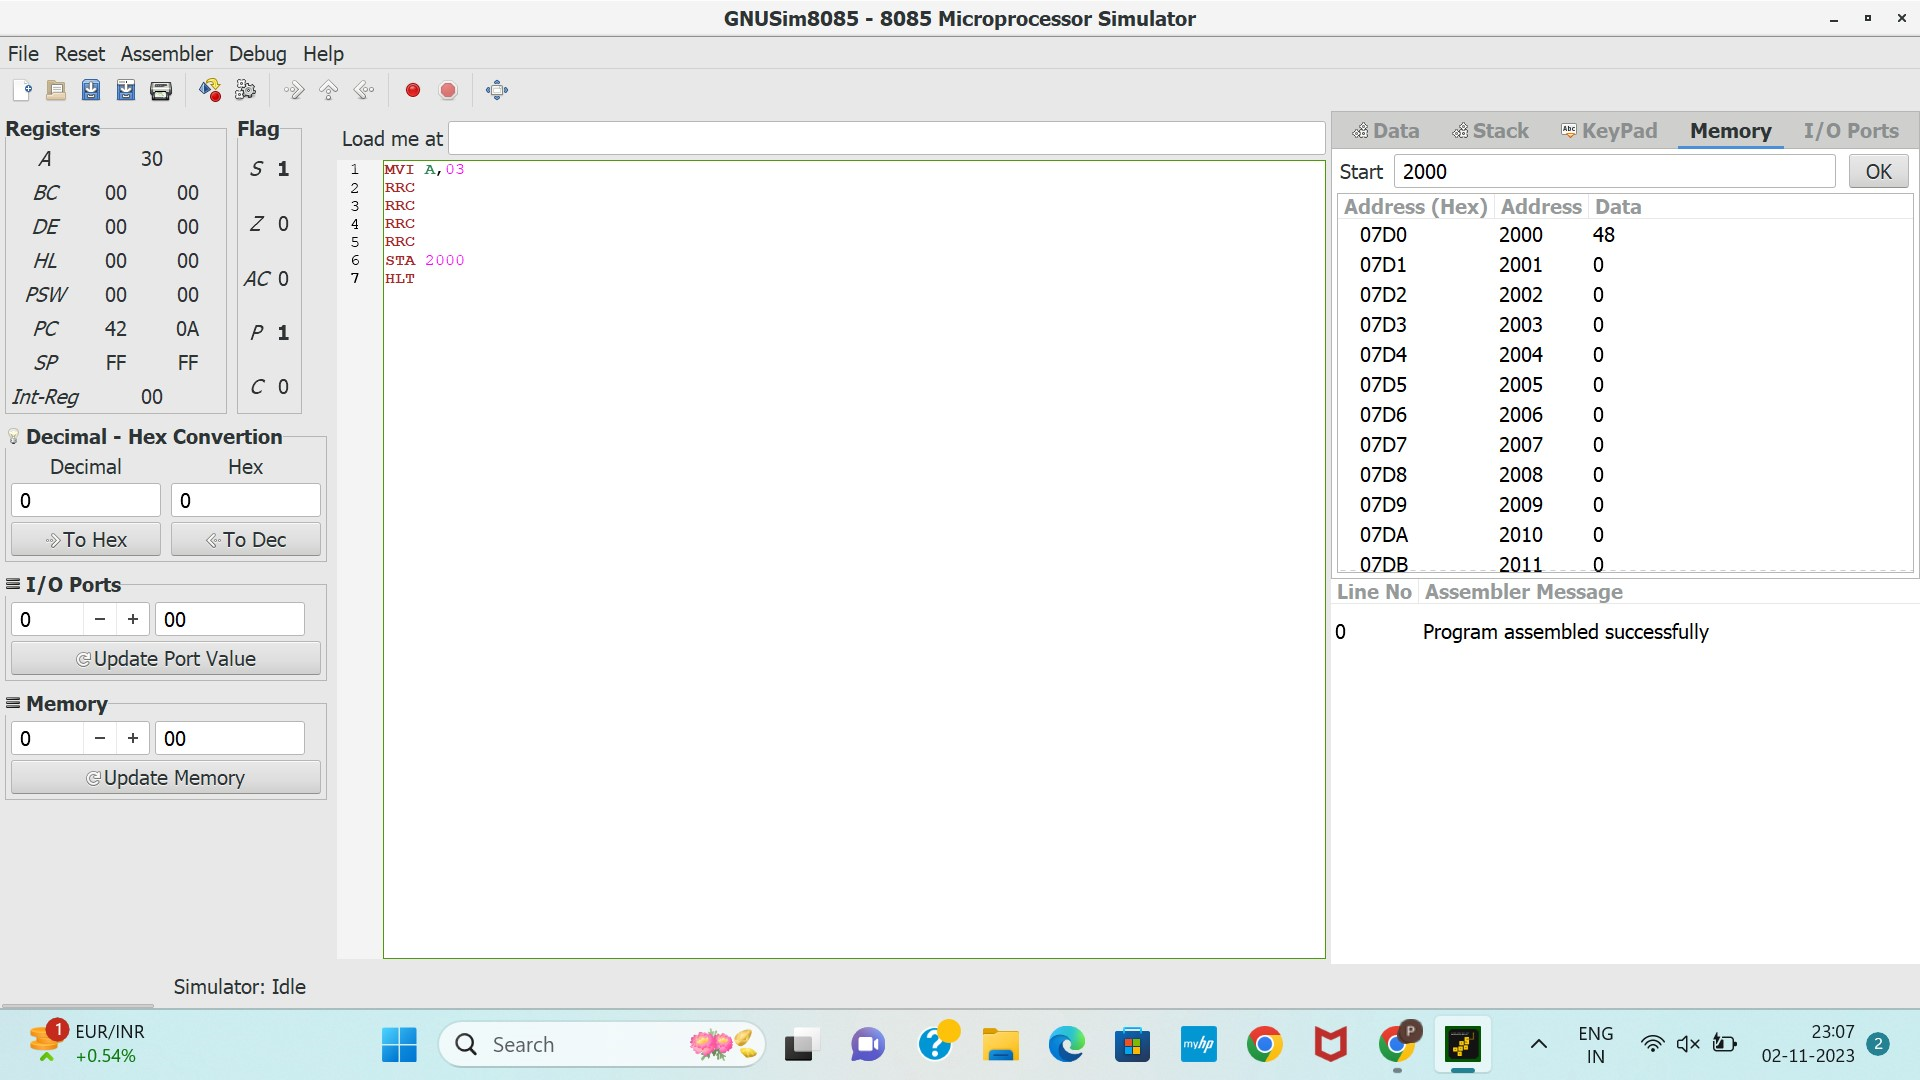 GNUSim8085 - 8085 Microprocessor Simulator
File Reset Assembler Debug Help
Registers
A 30
BC 00 00
DE 00 00
HL 00 00
PSW 00 00
PC 42 0A
SP FF FF
Int-Reg 00
Flag
S 1
Z 0
AC 0
P 1
C 0
Decimal - Hex Convertion
Decimal Hex
0 0
To Hex To Dec
I/O Ports
0 − + 00
Update Port Value
Memory
0 − + 00
Update Memory
Load me at
1 MVI A,03
2 RRC
3 RRC
4 RRC
5 RRC
6 STA 2000
7 HLT
Data Stack Abc KeyPad Memory I/O Ports
Start 2000 OK
Address (Hex) Address Data
07D0 2000 48
07D1 2001 0
07D2 2002 0
07D3 2003 0
07D4 2004 0
07D5 2005 0
07D6 2006 0
07D7 2007 0
07D8 2008 0
07D9 2009 0
07DA 2010 0
07DB 2011 0
Line No Assembler Message
0 Program assembled successfully
Simulator: Idle
1 EUR/INR
+0.54%
Search
? myhp P
ENG
IN
23:07
02-11-2023
2